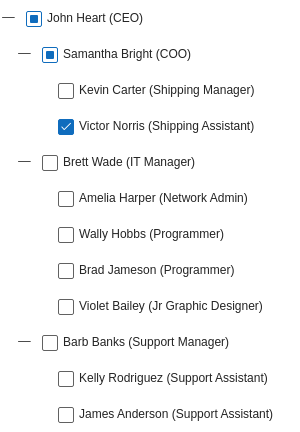 John Heart (CEO)
Samantha Bright (COO)
Kevin Carter (Shipping Manager)
Victor Norris (Shipping Assistant)
Brett Wade (IT Manager)
Amelia Harper (Network Admin)
Wally Hobbs (Programmer)
Brad Jameson (Programmer)
Violet Bailey (Jr Graphic Designer)
Barb Banks (Support Manager)
Kelly Rodriguez (Support Assistant)
James Anderson (Support Assistant)